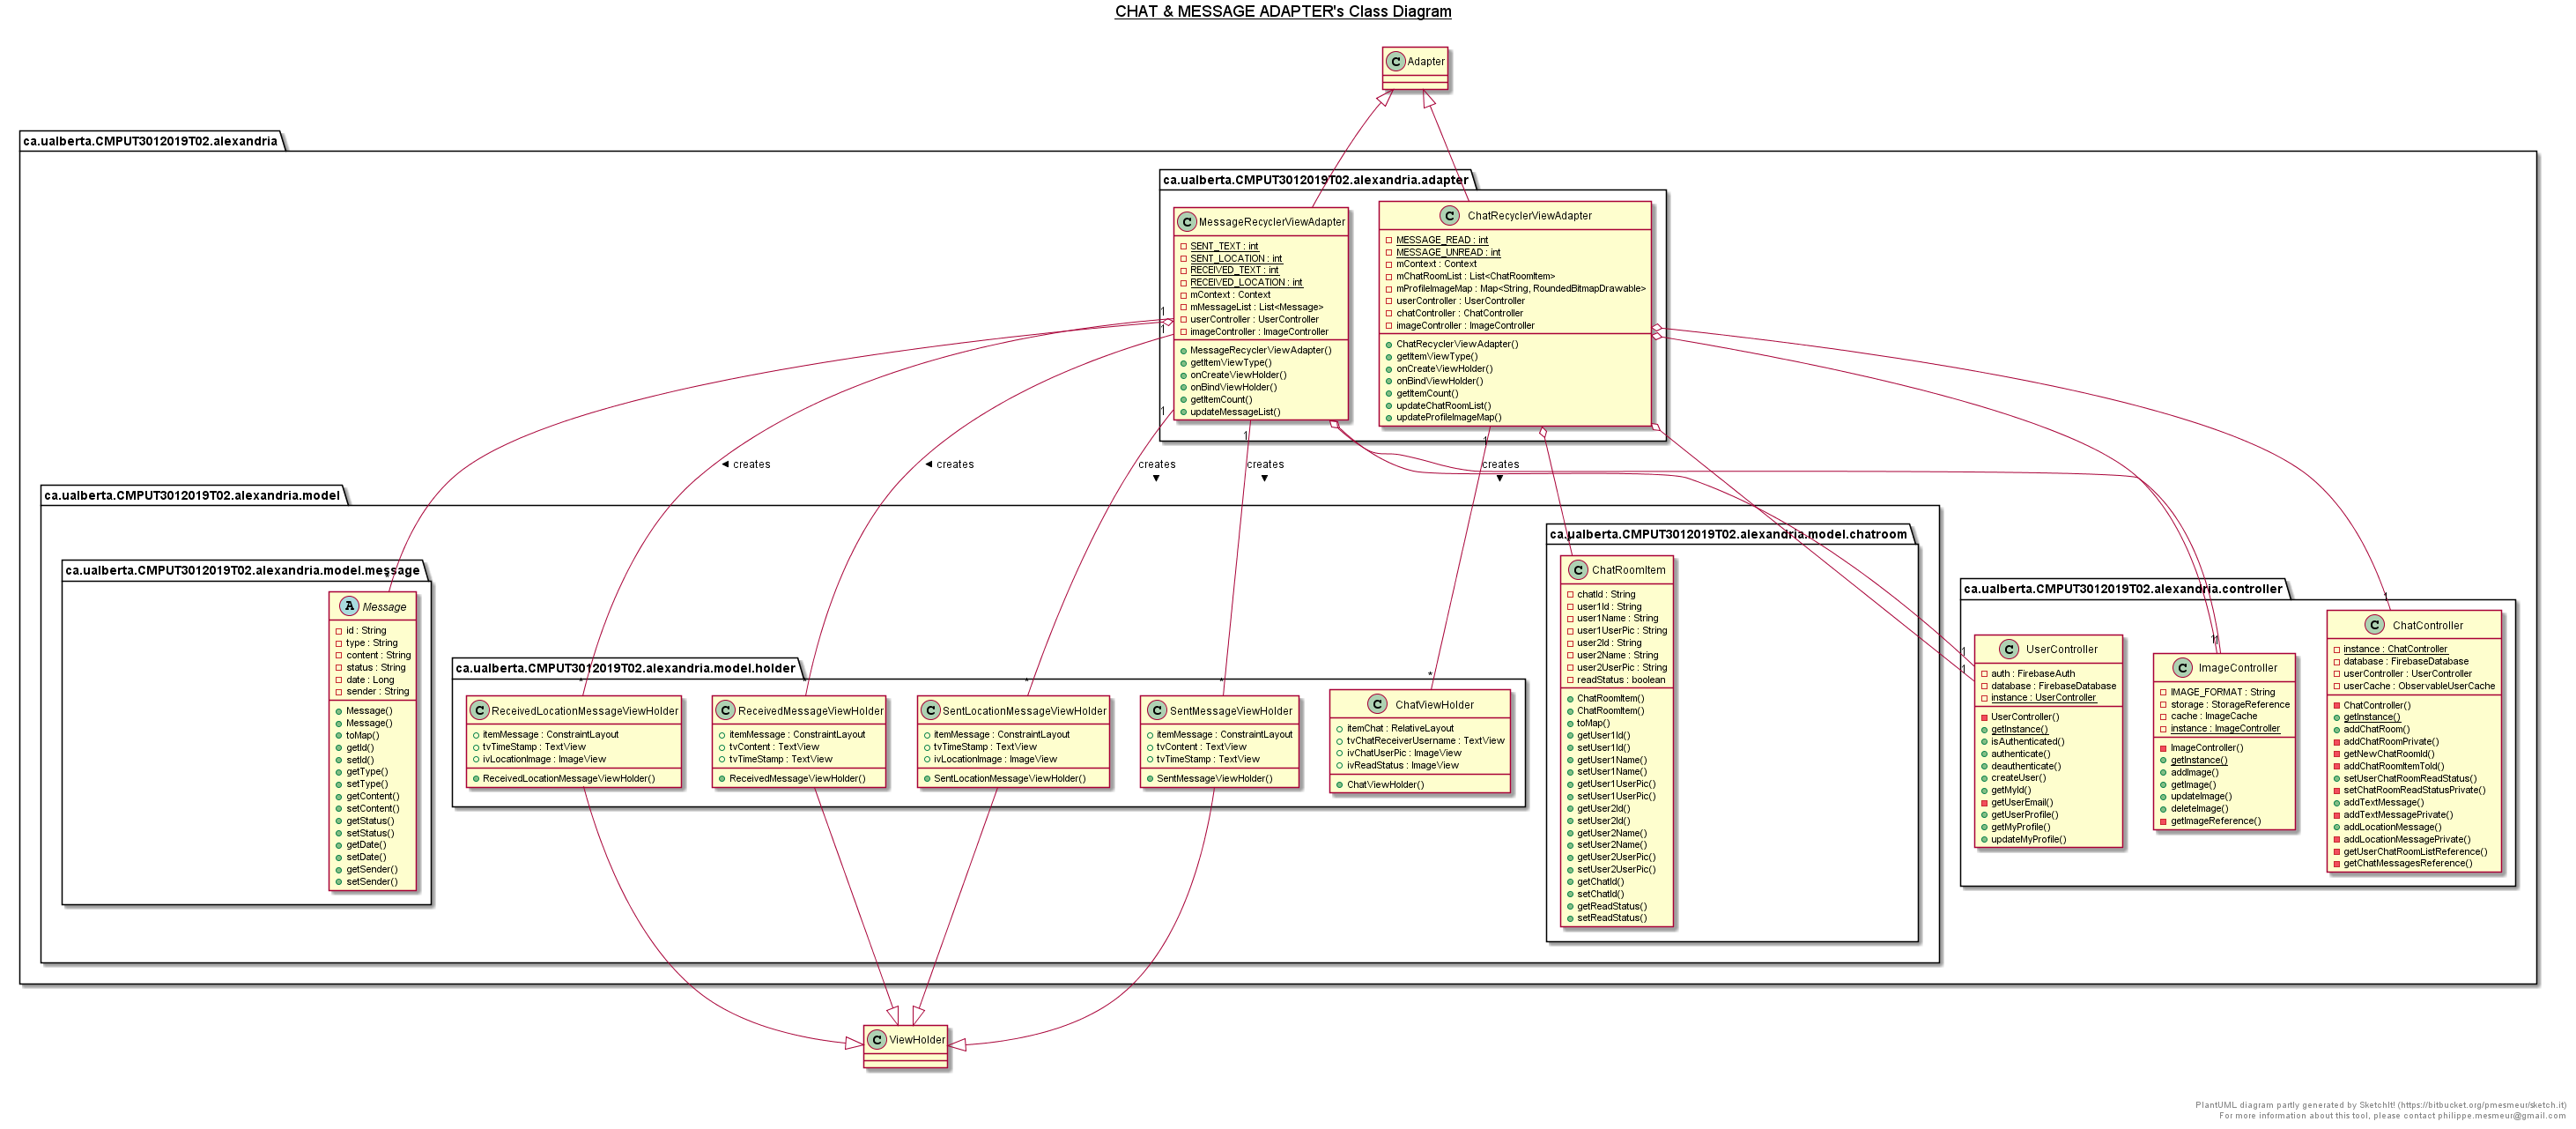 CHAT & MESSAGE ADAPTER's Class Diagram
C Adapter
ca.ualberta.CMPUT3012019T02.alexandria
ca.ualberta.CMPUT3012019T02.alexandria.adapter
C MessageRecyclerViewAdapter
SENT_TEXT : int
SENT_LOCATION : int
RECEIVED_TEXT : int
RECEIVED_LOCATION : int
mContext : Context
mMessageList : List<Message>
userController : UserController
imageController : ImageController
MessageRecyclerViewAdapter()
getItemViewType()
onCreateViewHolder()
onBindViewHolder()
getItemCount()
updateMessageList()
C ChatRecyclerViewAdapter
MESSAGE_READ : int
MESSAGE_UNREAD : int
mContext : Context
mChatRoomList : List<ChatRoomItem>
mProfileImageMap : Map<String, RoundedBitmapDrawable>
userController : UserController
chatController : ChatController
imageController : ImageController
ChatRecyclerViewAdapter()
getItemViewType()
onCreateViewHolder()
onBindViewHolder()
getItemCount()
updateChatRoomList()
updateProfileImageMap()
1
1
1
1
1
creates
creates
creates
creates
creates
ca.ualberta.CMPUT3012019T02.alexandria.model
ca.ualberta.CMPUT3012019T02.alexandria.model.message
A Message
id : String
type : String
content : String
status : String
date : Long
sender : String
Message()
Message()
toMap()
getId()
setId()
getType()
setType()
getContent()
setContent()
getStatus()
setStatus()
getDate()
setDate()
getSender()
setSender()
ca.ualberta.CMPUT3012019T02.alexandria.model.holder
* * * * *
C ReceivedLocationMessageViewHolder
itemMessage : ConstraintLayout
tvTimeStamp : TextView
ivLocationImage : ImageView
ReceivedLocationMessageViewHolder()
C ReceivedMessageViewHolder
itemMessage : ConstraintLayout
tvContent : TextView
tvTimeStamp : TextView
ReceivedMessageViewHolder()
C SentLocationMessageViewHolder
itemMessage : ConstraintLayout
tvTimeStamp : TextView
ivLocationImage : ImageView
SentLocationMessageViewHolder()
C SentMessageViewHolder
itemMessage : ConstraintLayout
tvContent : TextView
tvTimeStamp : TextView
SentMessageViewHolder()
C ChatViewHolder
itemChat : RelativeLayout
tvChatReceiverUsername : TextView
ivChatUserPic : ImageView
ivReadStatus : ImageView
ChatViewHolder()
ca.ualberta.CMPUT3012019T02.alexandria.model.chatroom
C ChatRoomItem
chatId : String
user1Id : String
user1Name : String
user1UserPic : String
user2Id : String
user2Name : String
user2UserPic : String
readStatus : boolean
ChatRoomItem()
ChatRoomItem()
toMap()
getUser1Id()
setUser1Id()
getUser1Name()
setUser1Name()
getUser1UserPic()
setUser1UserPic()
getUser2Id()
setUser2Id()
getUser2Name()
setUser2Name()
getUser2UserPic()
setUser2UserPic()
getChatId()
setChatId()
getReadStatus()
setReadStatus()
ca.ualberta.CMPUT3012019T02.alexandria.controller
1
1
1
1
1
C UserController
auth : FirebaseAuth
database : FirebaseDatabase
instance : UserController
UserController()
getInstance()
isAuthenticated()
authenticate()
deauthenticate()
createUser()
getMyId()
getUserEmail()
getUserProfile()
getMyProfile()
updateMyProfile()
C ImageController
IMAGE_FORMAT : String
storage : StorageReference
cache : ImageCache
instance : ImageController
ImageController()
getInstance()
addImage()
getImage()
updateImage()
deleteImage()
getImageReference()
C ChatController
instance : ChatController
database : FirebaseDatabase
userController : UserController
userCache : ObservableUserCache
ChatController()
getInstance()
addChatRoom()
addChatRoomPrivate()
getNewChatRoomId()
addChatRoomItemToId()
setUserChatRoomReadStatus()
setChatRoomReadStatusPrivate()
addTextMessage()
addTextMessagePrivate()
addLocationMessage()
addLocationMessagePrivate()
getUserChatRoomListReference()
getChatMessagesReference()
C ViewHolder
PlantUML diagram partly generated by SketchIt! (https://bitbucket.org/pmesmeur/sketch.it)
For more information about this tool, please contact philippe.mesmeur@gmail.com